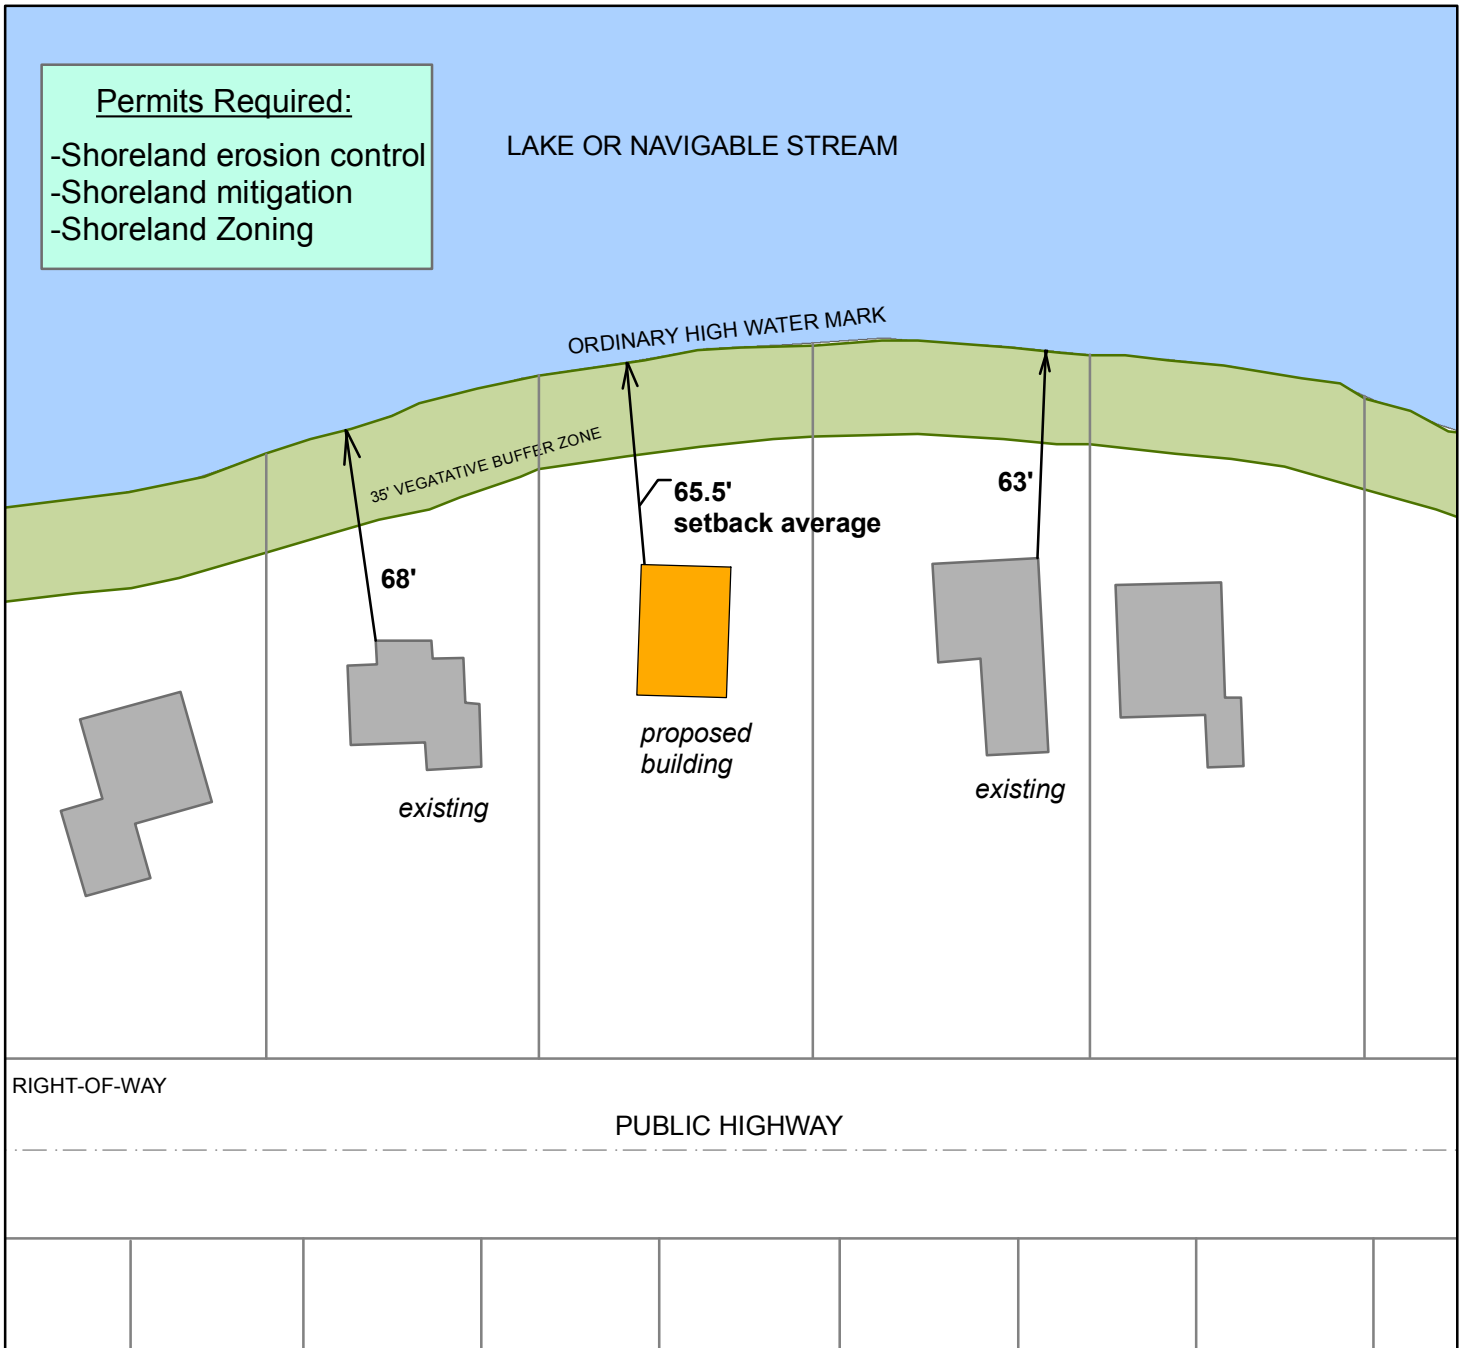 Permits Required:
-Shoreland erosion control
-Shoreland mitigation
-Shoreland Zoning
LAKE OR NAVIGABLE STREAM
ORDINARY HIGH WATER MARK
35' VEGATATIVE BUFFER ZONE
65.5'
setback average
63'
68'
proposed
building
existing
existing
RIGHT-OF-WAY
PUBLIC HIGHWAY